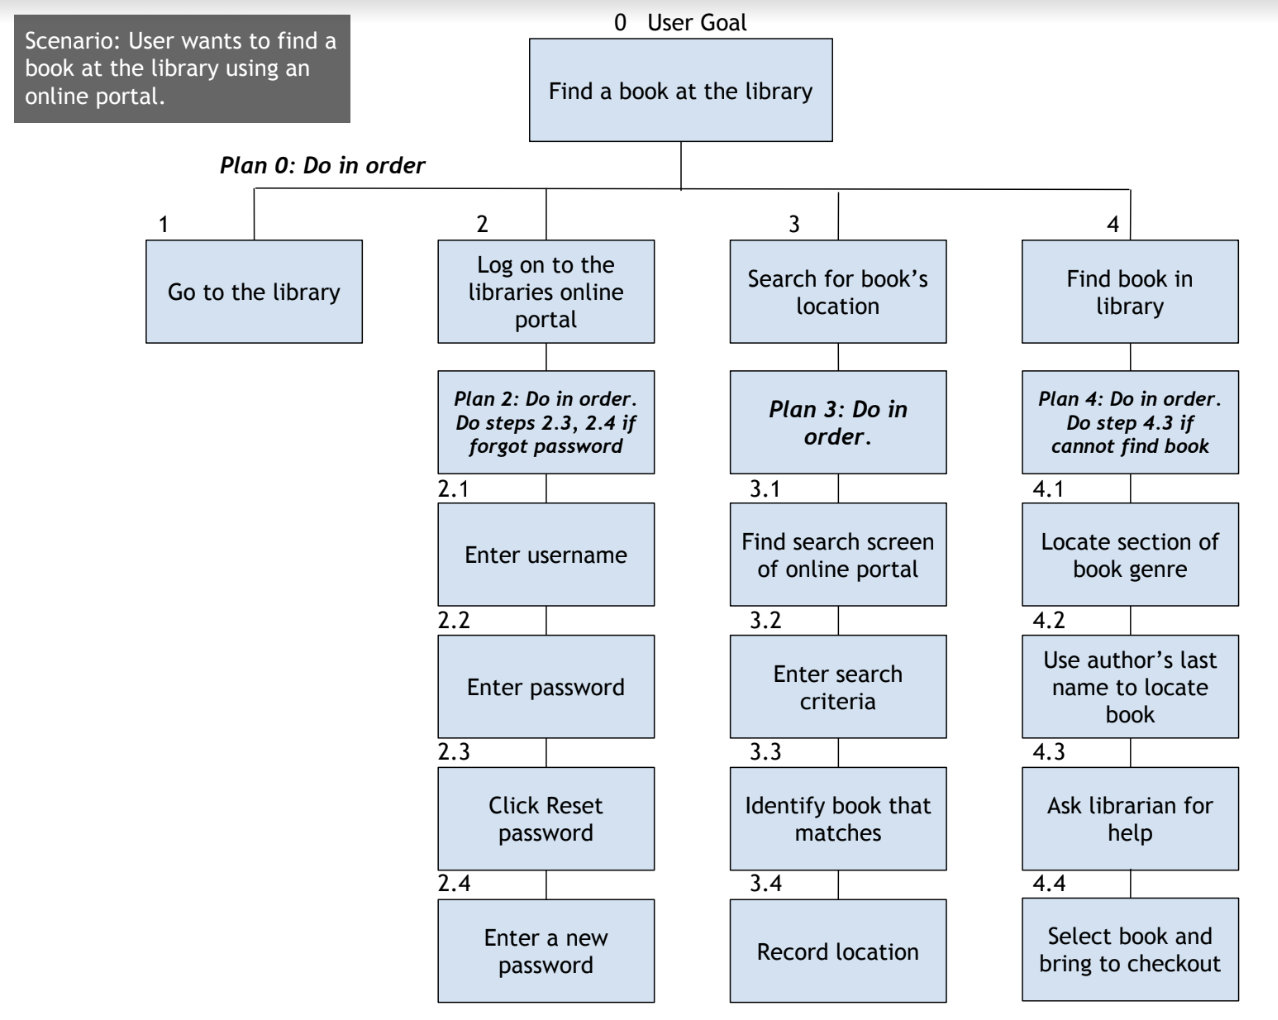 0 User Goal
Scenario: User wants to find a
book at the library using an
online portal.
Find a book at the library
Plan 0: Do in order
1
Go to the library
2
Log on to the
libraries online
portal
Plan 2: Do in order.
Do steps 2.3, 2.4 if
forgot password
2.1
Enter username
2.2
Enter password
2.3
Click Reset
password
2.4
Enter a new
password
3
Search for book’s
location
Plan 3: Do in
order.
3.1
Find search screen
of online portal
3.2
Enter search
criteria
3.3
Identify book that
matches
3.4
Record location
4
Find book in
library
Plan 4: Do in order.
Do step 4.3 if
cannot find book
4.1
Locate section of
book genre
4.2
Use author’s last
name to locate
book
4.3
Ask librarian for
help
4.4
Select book and
bring to checkout